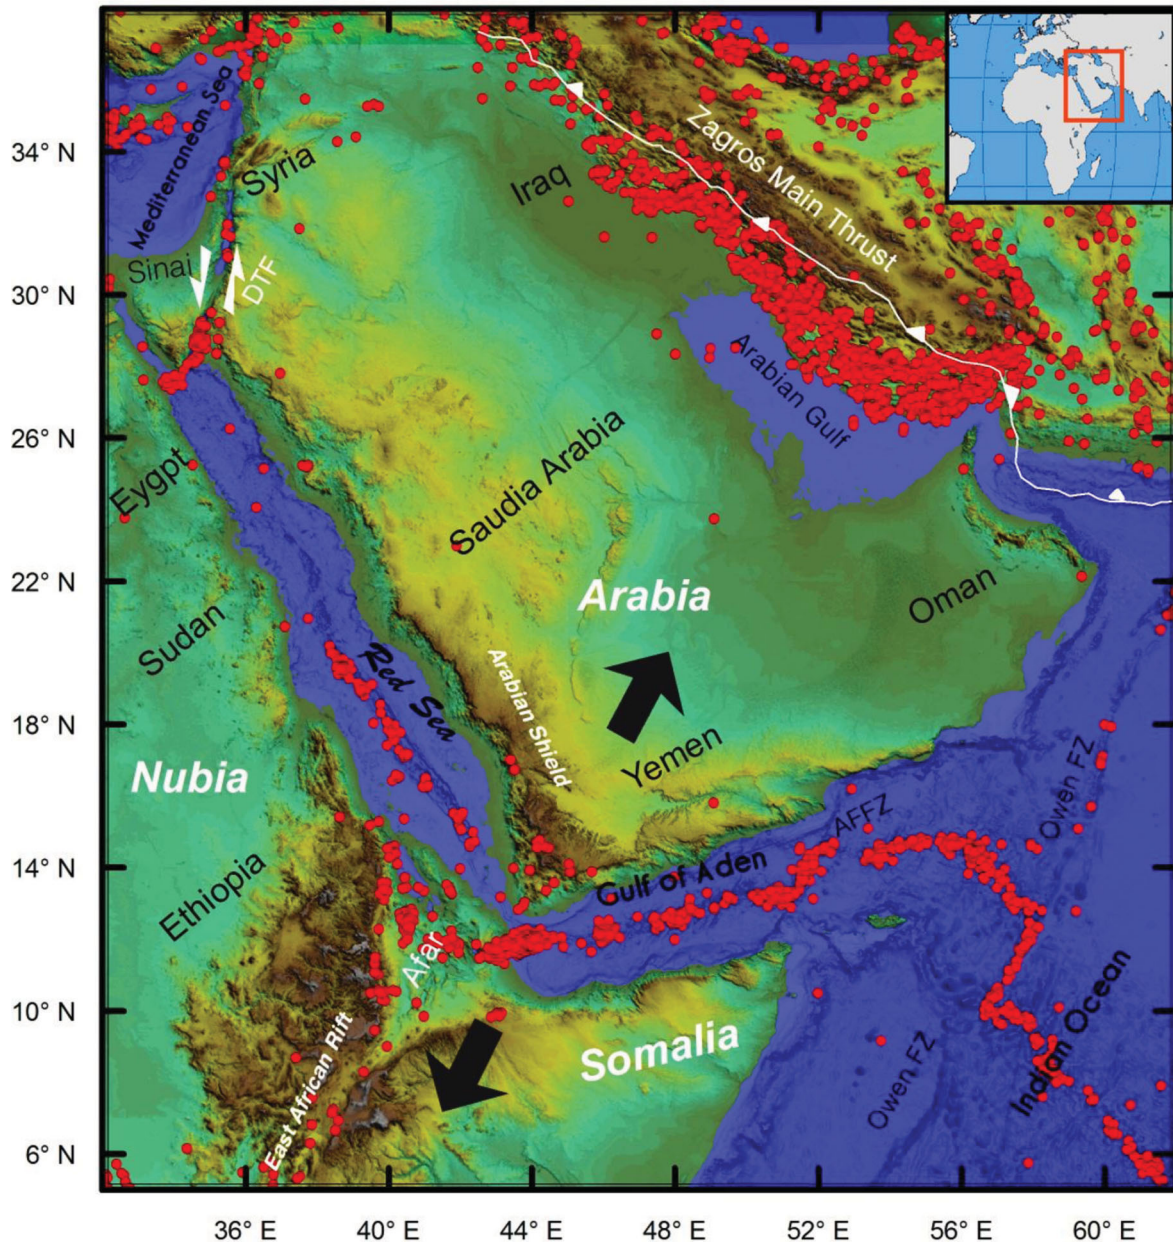 Mediterranean Sea
Syria
Iraq
Zagros Main Thrust
34° N
Sinai
DTF
30° N
Arabian Gulf
26° N
Eygpt
Saudia Arabia
22° N
Arabia
Oman
Sudan
Red Sea
Arabian Shield
18° N
Yemen
Nubia
Owen FZ
AFFZ
14° N
Ethiopia
Gulf of Aden
Afar
10° N
Somalia
Indian Ocean
East African Rift
Owen FZ
6° N
36° E
40° E
44° E
48° E
52° E
56° E
60° E